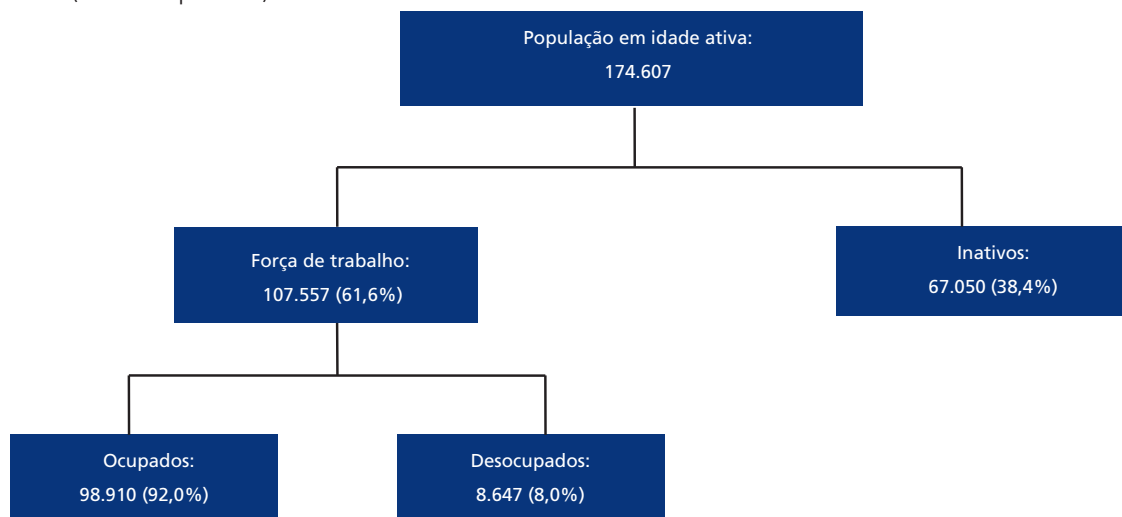 População em idade ativa:
174.607
Força de trabalho:
107.557 (61,6%)
Inativos:
67.050 (38,4%)
Ocupados:
98.910 (92,0%)
Desocupados:
8.647 (8,0%)